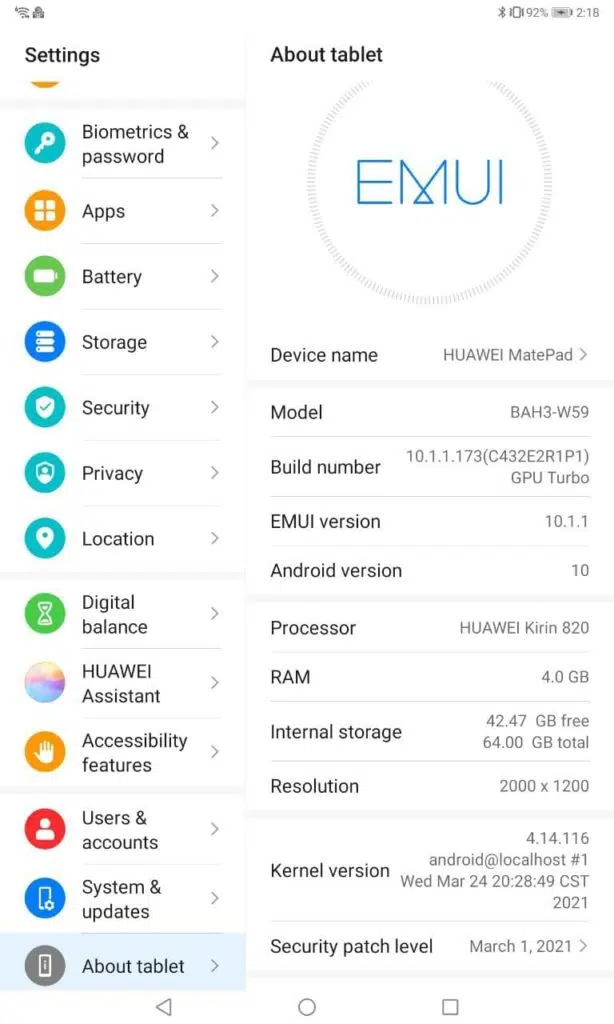 92%
2:18
Settings
Biometrics &
password
Apps
Battery
Storage
Security
Privacy
Location
Digital
balance
HUAWEI
Assistant
Accessibility
features
Users &
accounts
System &
updates
About tablet
About tablet
EMUI
Device name HUAWEI MatePad
Model BAH3-W59
Build number 10.1.1.173(C432E2R1P1)
GPU Turbo
EMUI version 10.1.1
Android version 10
Processor HUAWEI Kirin 820
RAM 4.0 GB
Internal storage 42.47 GB free
64.00 GB total
Resolution 2000 x 1200
Kernel version 4.14.116
android@localhost #1
Wed Mar 24 20:28:49 CST
2021
Security patch level March 1, 2021